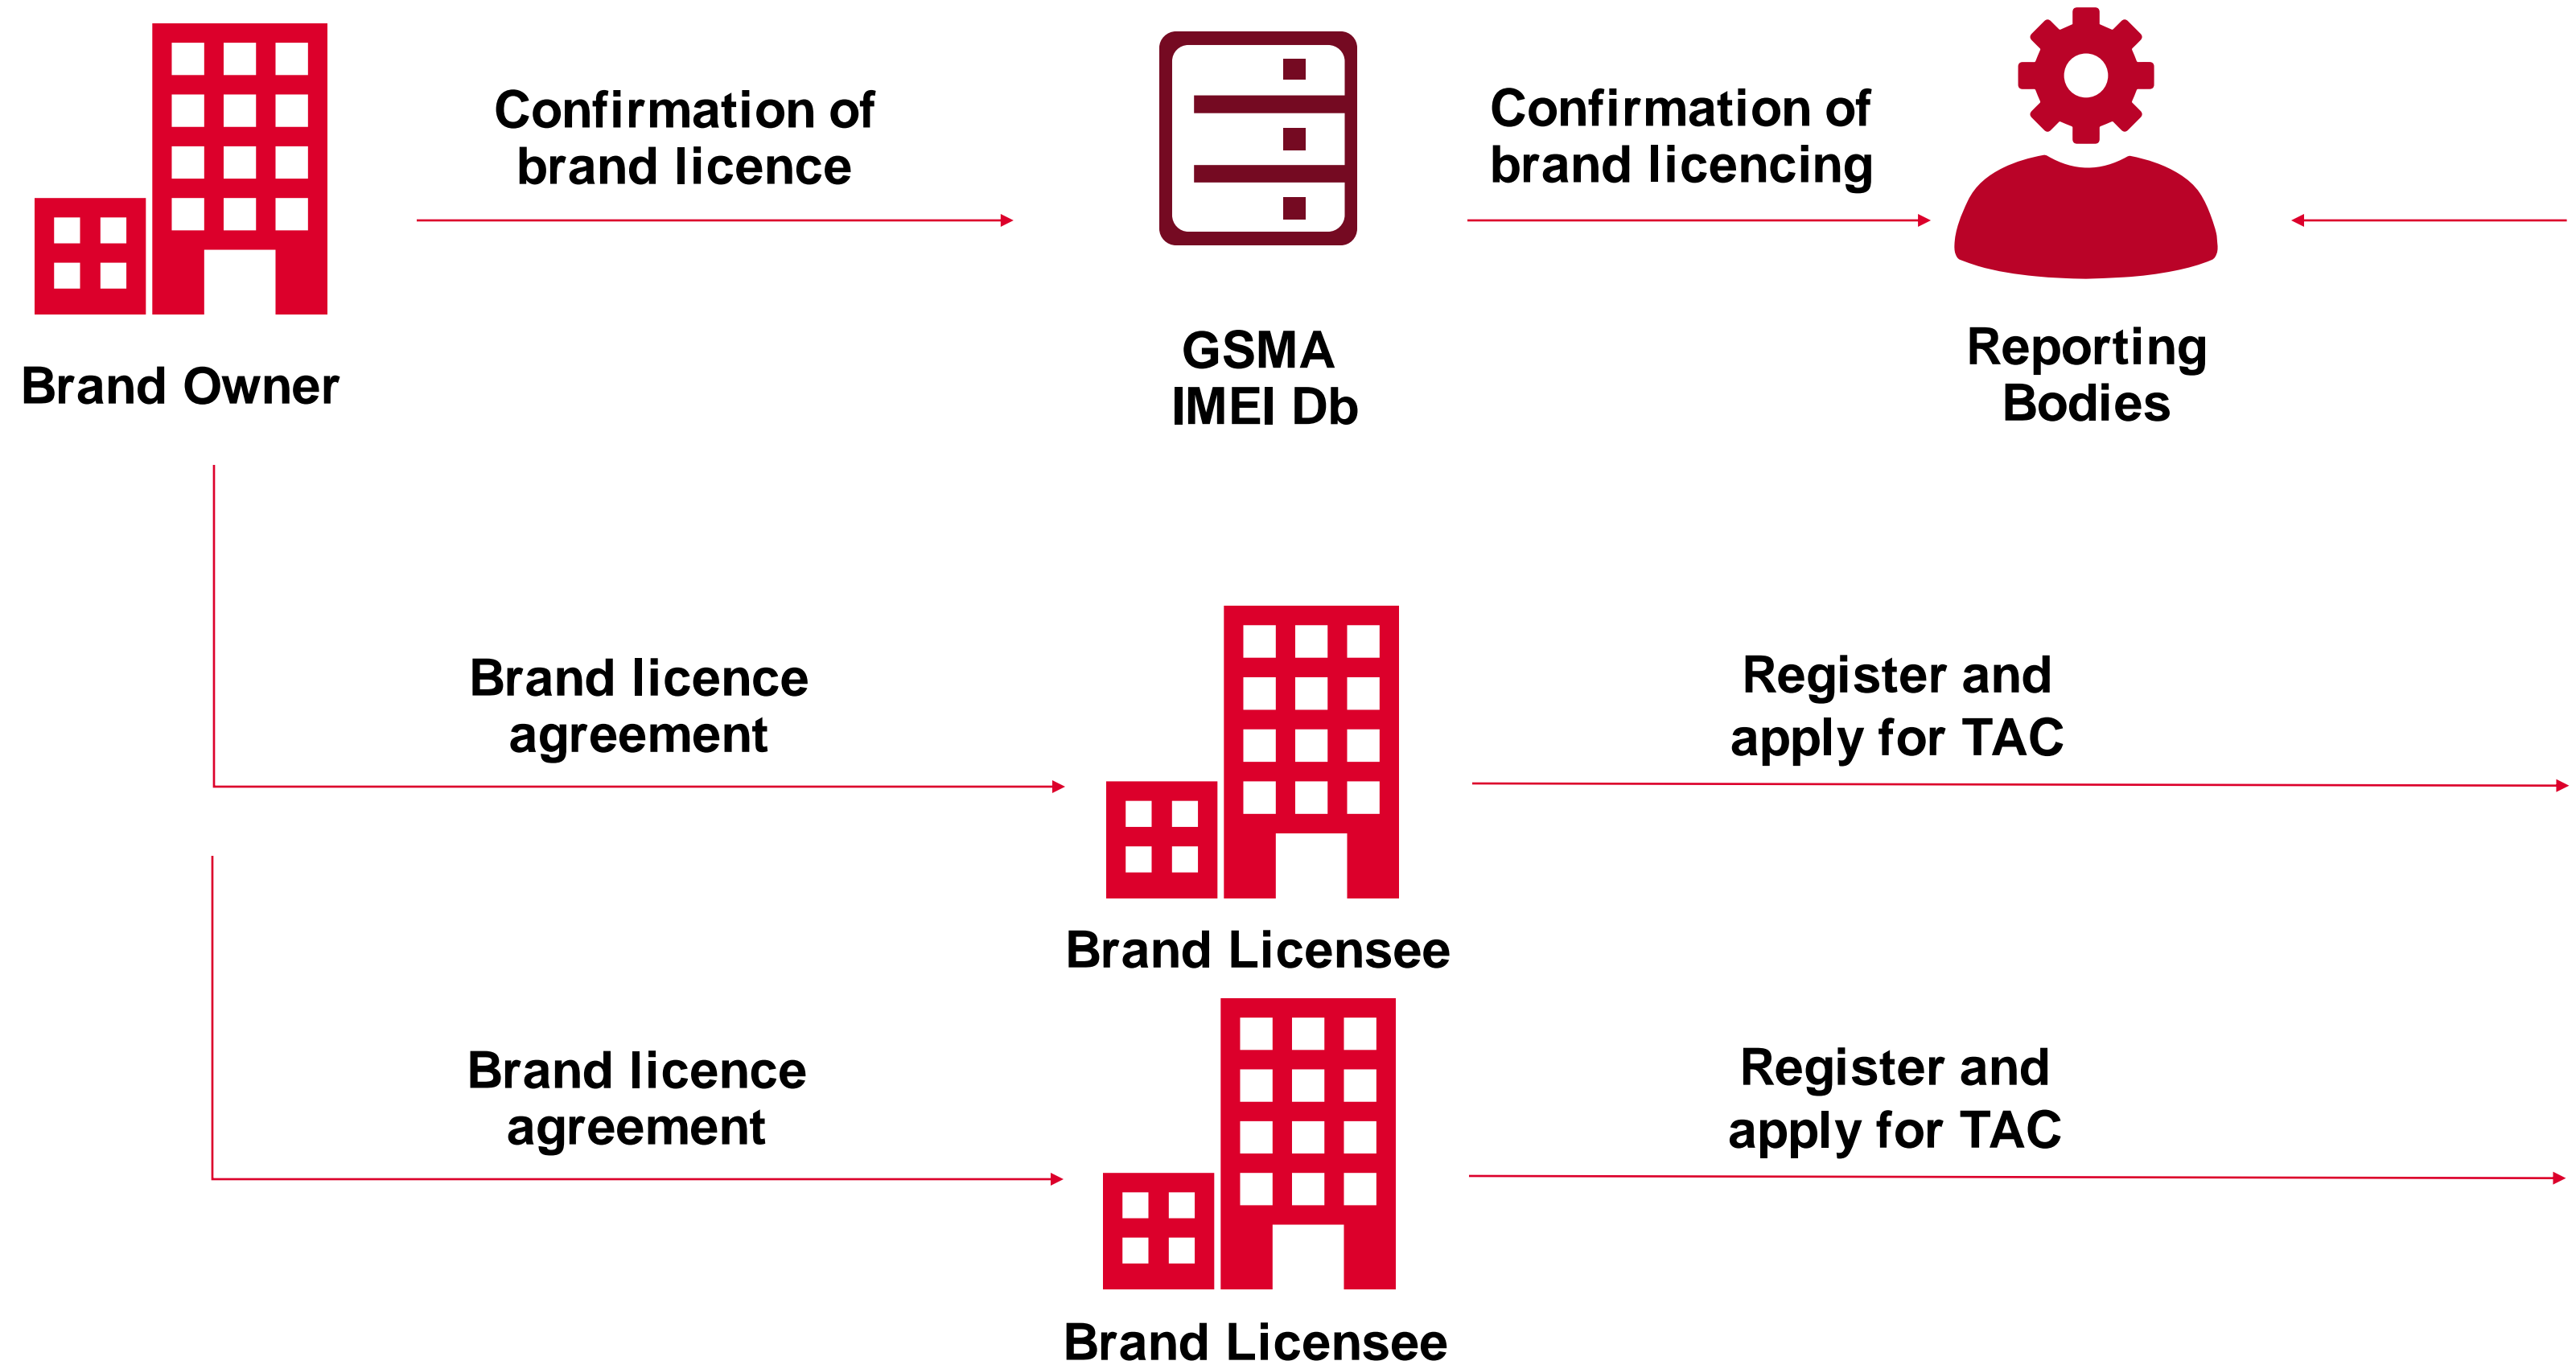 Confirmation of
brand licence
Confirmation of
brand licencing
Brand Owner
GSMA
IMEI Db
Reporting
Bodies
Brand licence
agreement
Register and
apply for TAC
Brand Licensee
Brand licence
agreement
Register and
apply for TAC
Brand Licensee